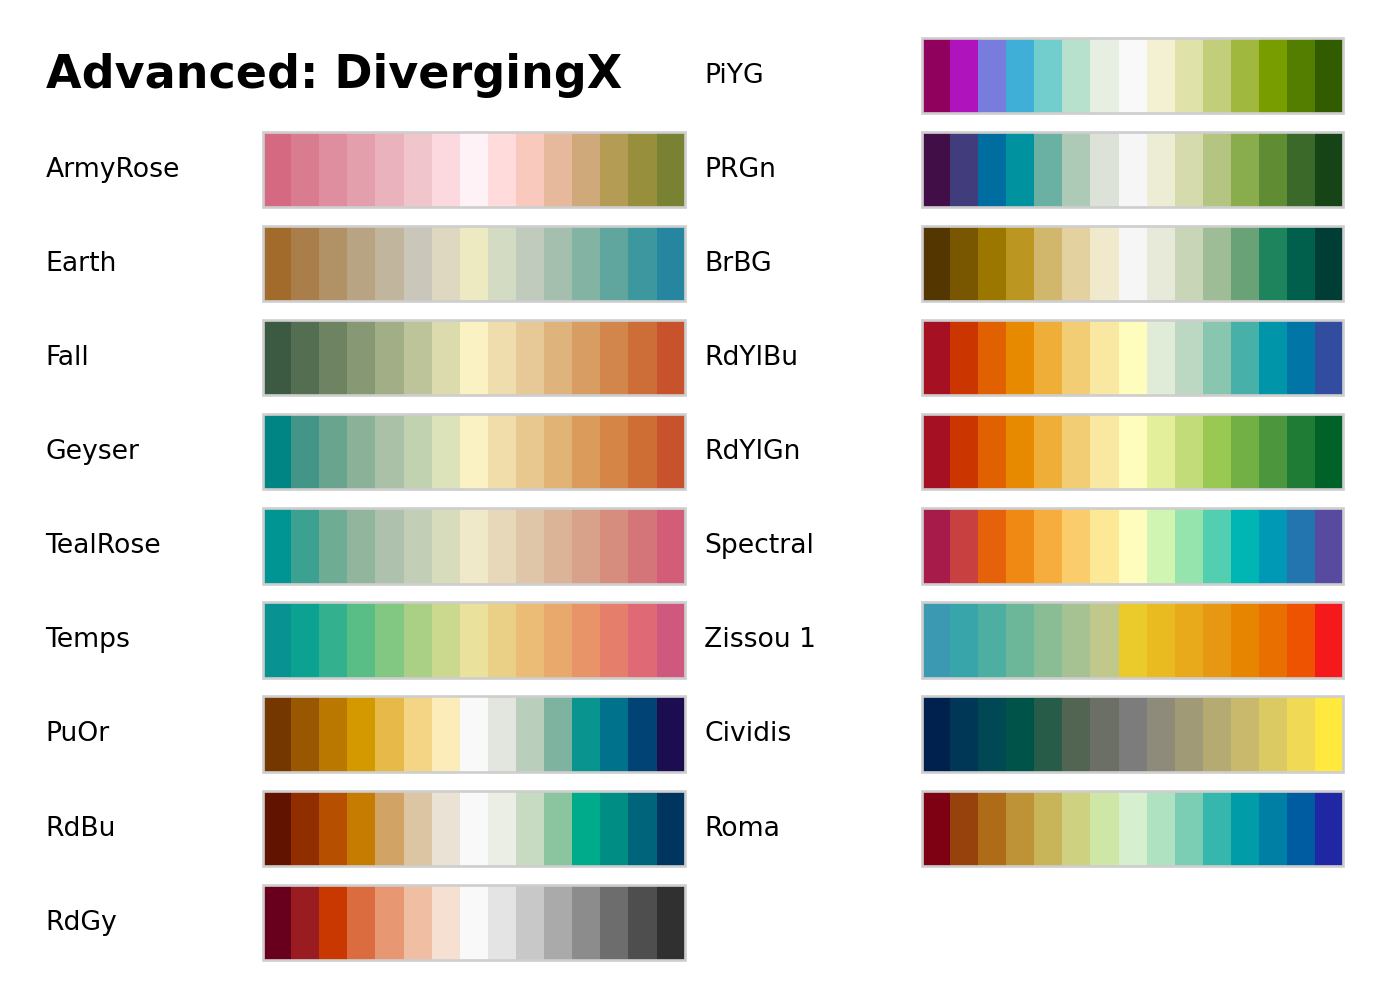 Advanced: DivergingX
ArmyRose
Earth
Fall
Geyser
TealRose
Temps
PuOr
RdBu
RdGy
PiYG
PRGn
BrBG
RdYlBu
RdYlGn
Spectral
Zissou 1
Cividis
Roma